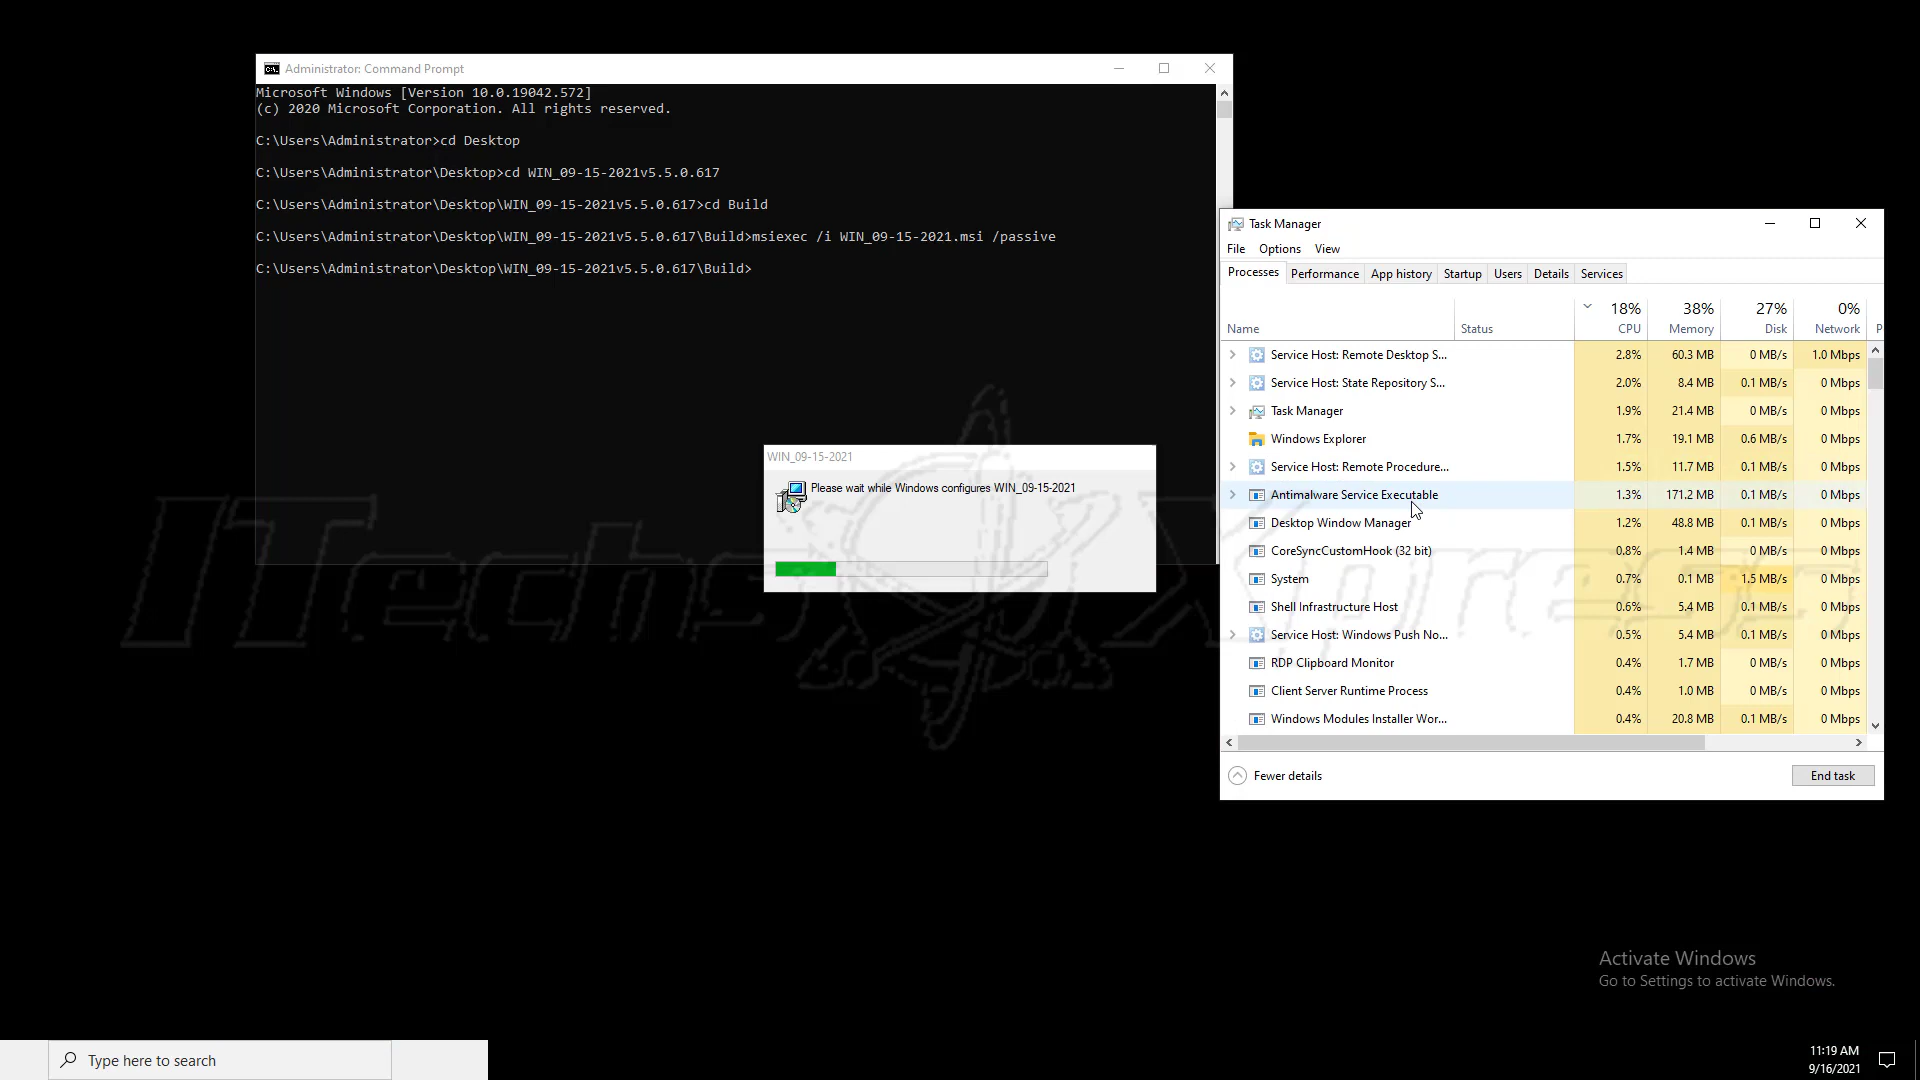 Administrator: Command Prompt
Microsoft Windows [Version 10.0.19042.572]
(c) 2020 Microsoft Corporation. All rights reserved.
C:\Users\Administrator>cd Desktop
C:\Users\Administrator\Desktop>cd WIN_09-15-2021v5.5.0.617
C:\Users\Administrator\Desktop\WIN_09-15-2021v5.5.0.617>cd Build
C:\Users\Administrator\Desktop\WIN_09-15-2021v5.5.0.617\Build>msiexec /i WIN_09-15-2021.msi /passive
C:\Users\Administrator\Desktop\WIN_09-15-2021v5.5.0.617\Build>
WIN_09-15-2021
Please wait while Windows configures WIN_09-15-2021
Task Manager
File Options View
Processes Performance App history Startup Users Details Services
18% 38% 27% 0%
Name Status CPU Memory Disk Network P
Service Host: Remote Desktop S... 2.8% 60.3 MB 0 MB/s 1.0 Mbps
Service Host: State Repository S... 2.0% 8.4 MB 0.1 MB/s 0 Mbps
Task Manager 1.9% 21.4 MB 0 MB/s 0 Mbps
Windows Explorer 1.7% 19.1 MB 0.6 MB/s 0 Mbps
Service Host: Remote Procedure... 1.5% 11.7 MB 0.1 MB/s 0 Mbps
Antimalware Service Executable 1.3% 171.2 MB 0.1 MB/s 0 Mbps
Desktop Window Manager 1.2% 48.8 MB 0.1 MB/s 0 Mbps
CoreSyncCustomHook (32 bit) 0.8% 1.4 MB 0 MB/s 0 Mbps
System 0.7% 0.1 MB 1.5 MB/s 0 Mbps
Shell Infrastructure Host 0.6% 5.4 MB 0.1 MB/s 0 Mbps
Service Host: Windows Push No... 0.5% 5.4 MB 0.1 MB/s 0 Mbps
RDP Clipboard Monitor 0.4% 1.7 MB 0 MB/s 0 Mbps
Client Server Runtime Process 0.4% 1.0 MB 0 MB/s 0 Mbps
Windows Modules Installer Wor... 0.4% 20.8 MB 0.1 MB/s 0 Mbps
Fewer details End task
ITechs Xpress
Activate Windows
Go to Settings to activate Windows.
Type here to search
11:19 AM
9/16/2021